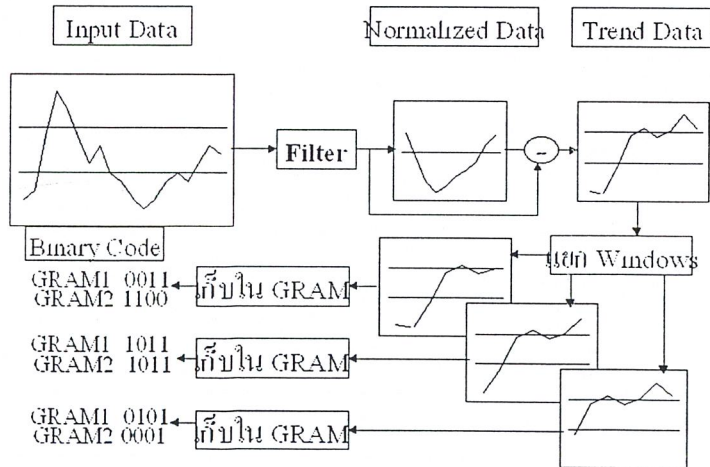 Input Data
Normalized Data
Trend Data
Filter
-
Binary Code
แยก Windows
GRAM1 0011
GRAM2 1100
เก็บใน GRAM
GRAM1 1011
GRAM2 1011
เก็บใน GRAM
GRAM1 0101
GRAM2 0001
เก็บใน GRAM